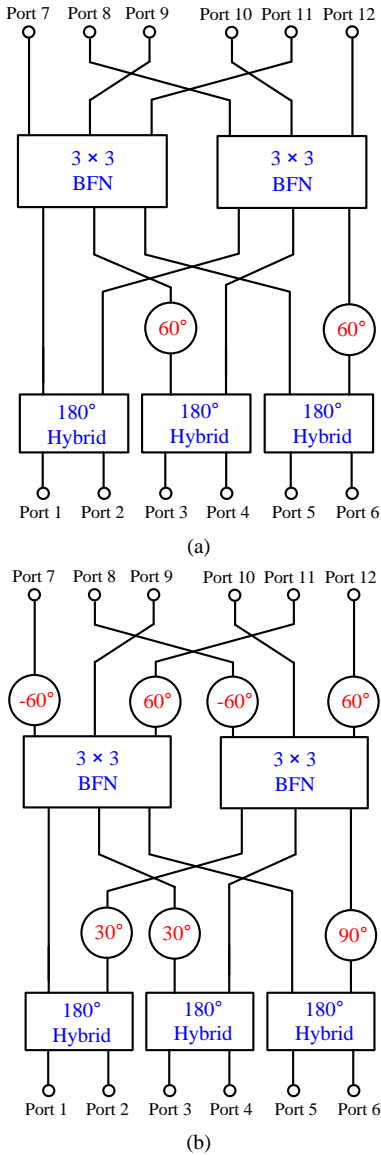 Port 7 Port 8 Port 9 Port 10 Port 11 Port 12
3 × 3 3 × 3
BFN BFN
60° 60°
180° 180° 180°
Hybrid Hybrid Hybrid
Port 1 Port 2 Port 3 Port 4 Port 5 Port 6
(a)
Port 7 Port 8 Port 9 Port 10 Port 11 Port 12
-60° 60° -60° 60°
3 × 3 3 × 3
BFN BFN
30° 30° 90°
180° 180° 180°
Hybrid Hybrid Hybrid
Port 1 Port 2 Port 3 Port 4 Port 5 Port 6
(b)